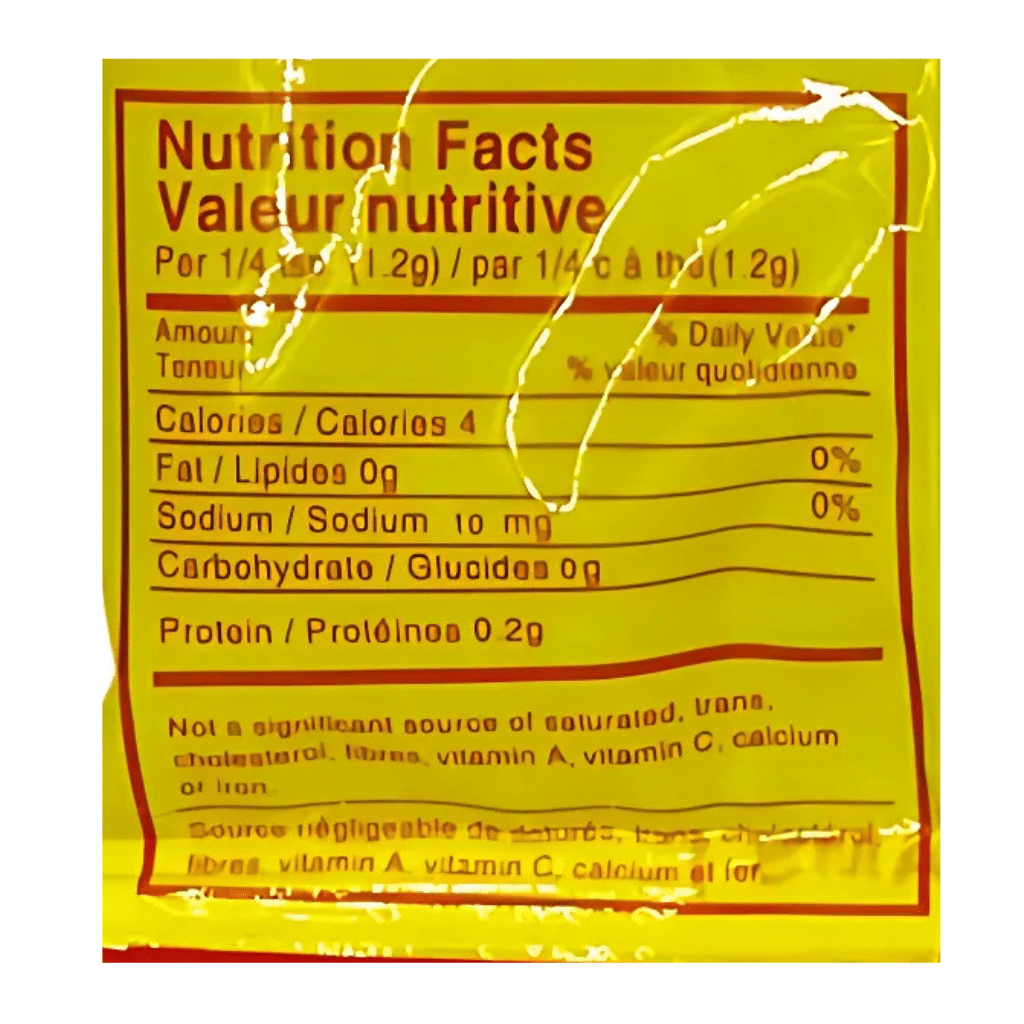 Nutrition Facts
Valeur nutritive
Per 1/4 tsp (1.2g) / par 1/4 c à thé (1.2g)
Amount
% Daily Value*
Teneur
% valeur quotidienne
Calories / Calories 4
Fat / Lipides 0g
0%
Sodium / Sodium 10 mg
0%
Carbohydrate / Glucides 0g
Protein / Protéines 0.2g
Not a significant source of saturated, trans,
cholesterol, fibres, vitamin A, vitamin C, calcium
or iron
Source négligeable de saturés, trans, cholestérol,
fibres, vitamin A, vitamin C, calcium et fer